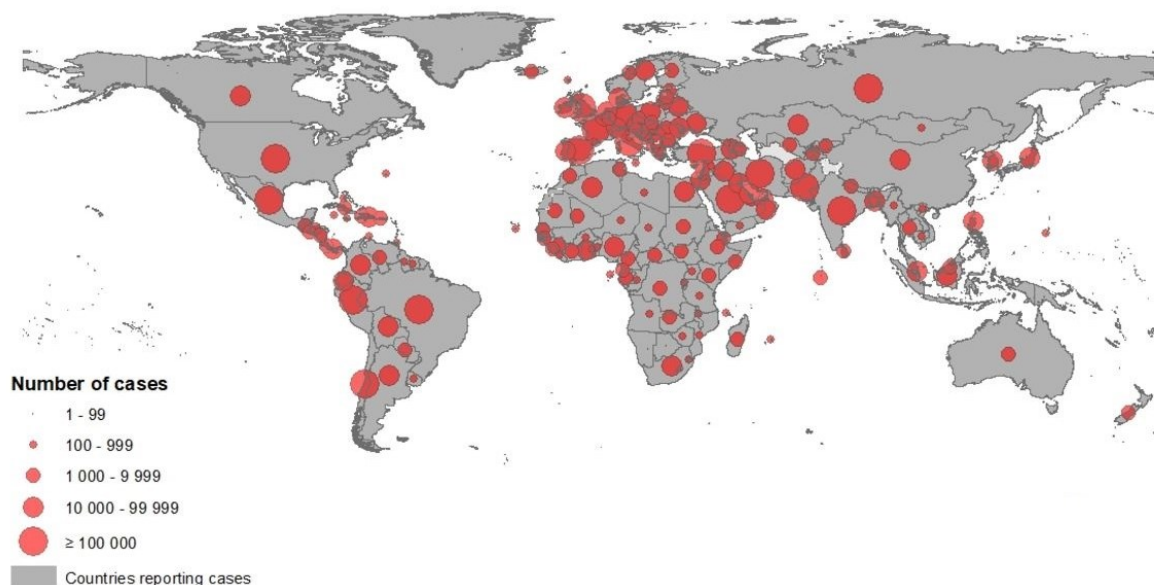 Number of cases
1 - 99
100 - 999
1 000 - 9 999
10 000 - 99 999
≥ 100 000
Countries reporting cases